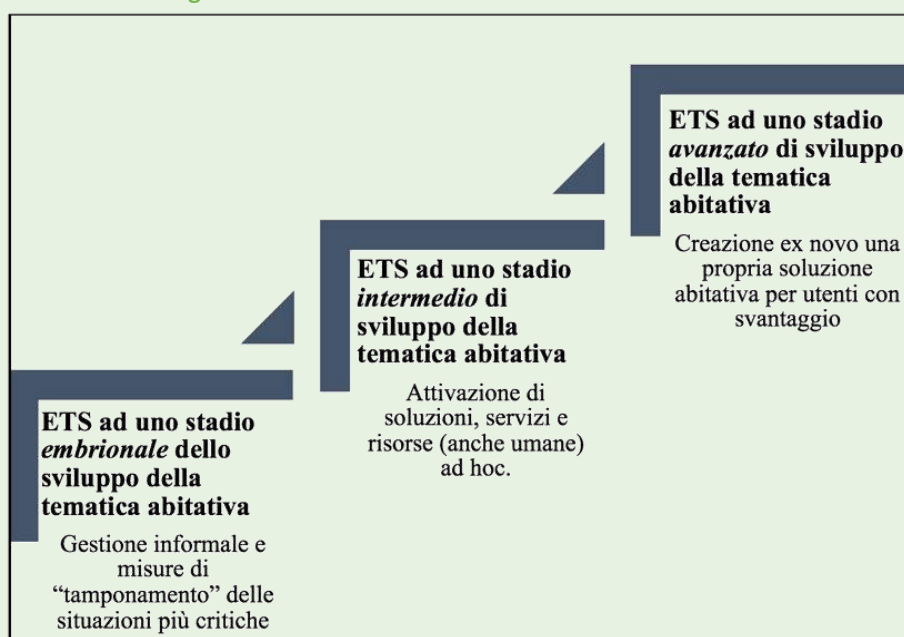 ETS ad uno stadio
avanzato di sviluppo
della tematica
abitativa
Creazione ex novo una
propria soluzione
abitativa per utenti con
svantaggio
ETS ad uno stadio
intermedio di
sviluppo della
tematica abitativa
Attivazione di
soluzioni, servizi e
risorse (anche umane)
ad hoc.
ETS ad uno stadio
embrionale dello
sviluppo della
tematica abitativa
Gestione informale e
misure di
“tamponamento” delle
situazioni più critiche